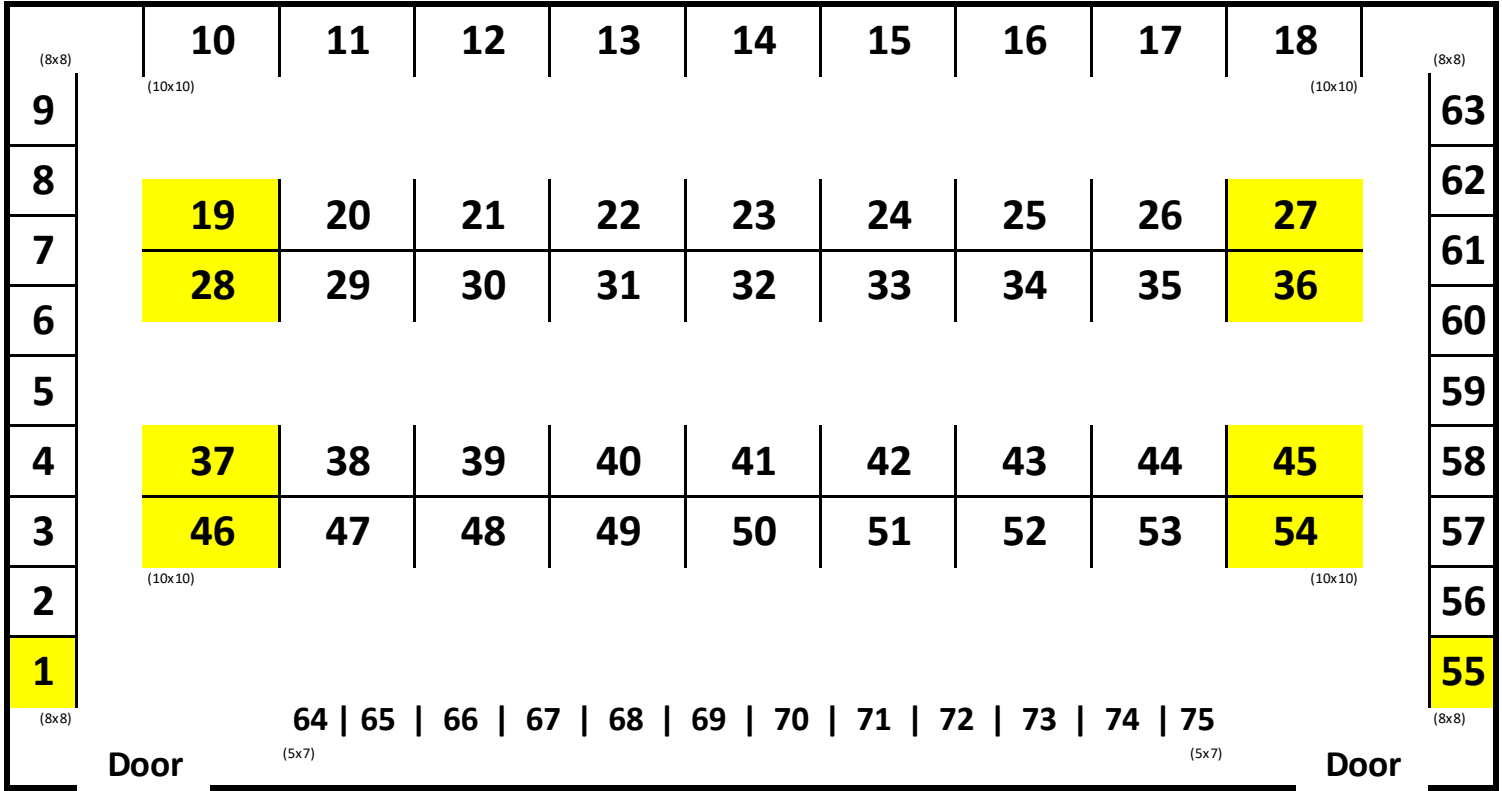 10 11 12 13 14 15 16 17 18
(8x8) (8x8)
(10x10) (10x10)
9 63
8 62
19 20 21 22 23 24 25 26 27
7 61
28 29 30 31 32 33 34 35 36
6 60
5 59
4 37 38 39 40 41 42 43 44 45 58
3 46 47 48 49 50 51 52 53 54 57
(10x10) (10x10)
2 56
1 55
(8x8) (8x8)
64 | 65 | 66 | 67 | 68 | 69 | 70 | 71 | 72 | 73 | 74 | 75
(5x7) (5x7)
Door Door